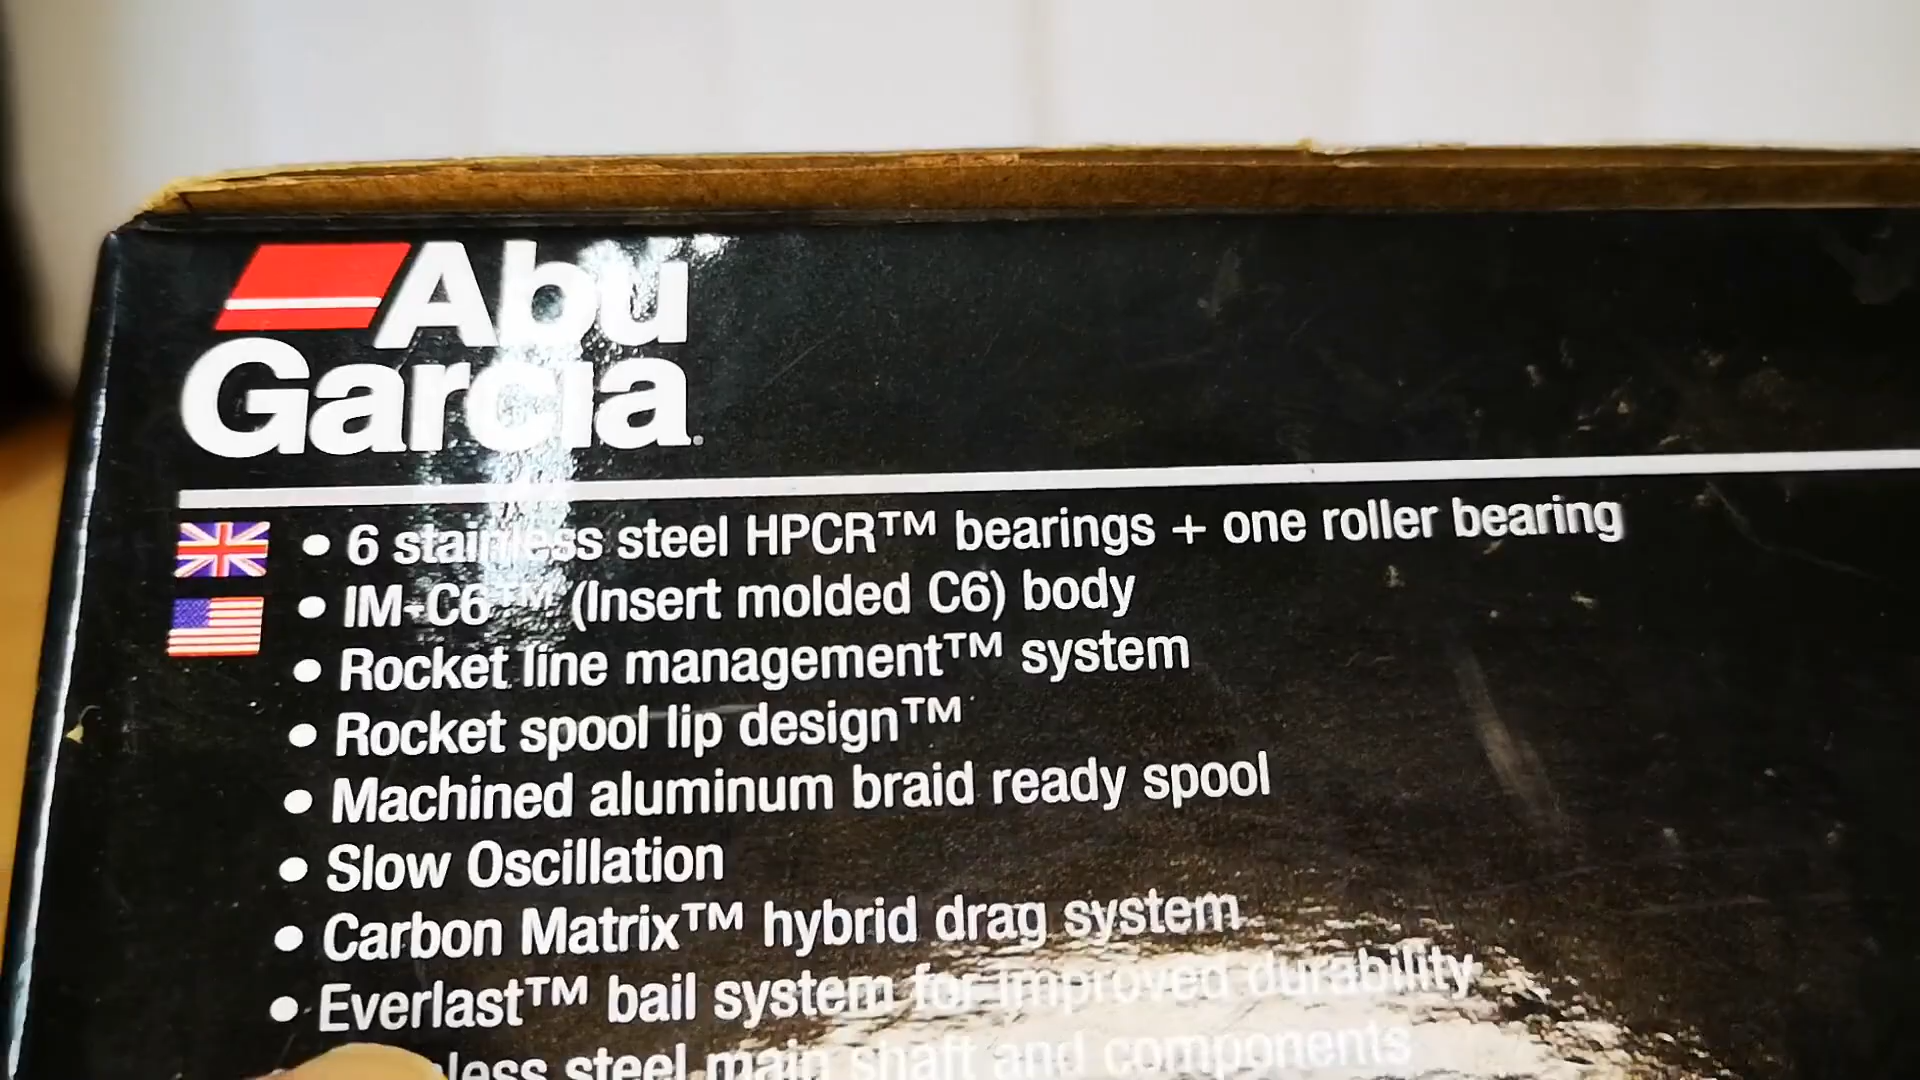 Abu
Garcia
• 6 stainless steel HPCR™ bearings + one roller bearing
• IM-C6™ (Insert molded C6) body
• Rocket line management™ system
• Rocket spool lip design™
• Machined aluminum braid ready spool
• Slow Oscillation
• Carbon Matrix™ hybrid drag system
• Everlast™ bail system for improved durability
steel main shaft and components